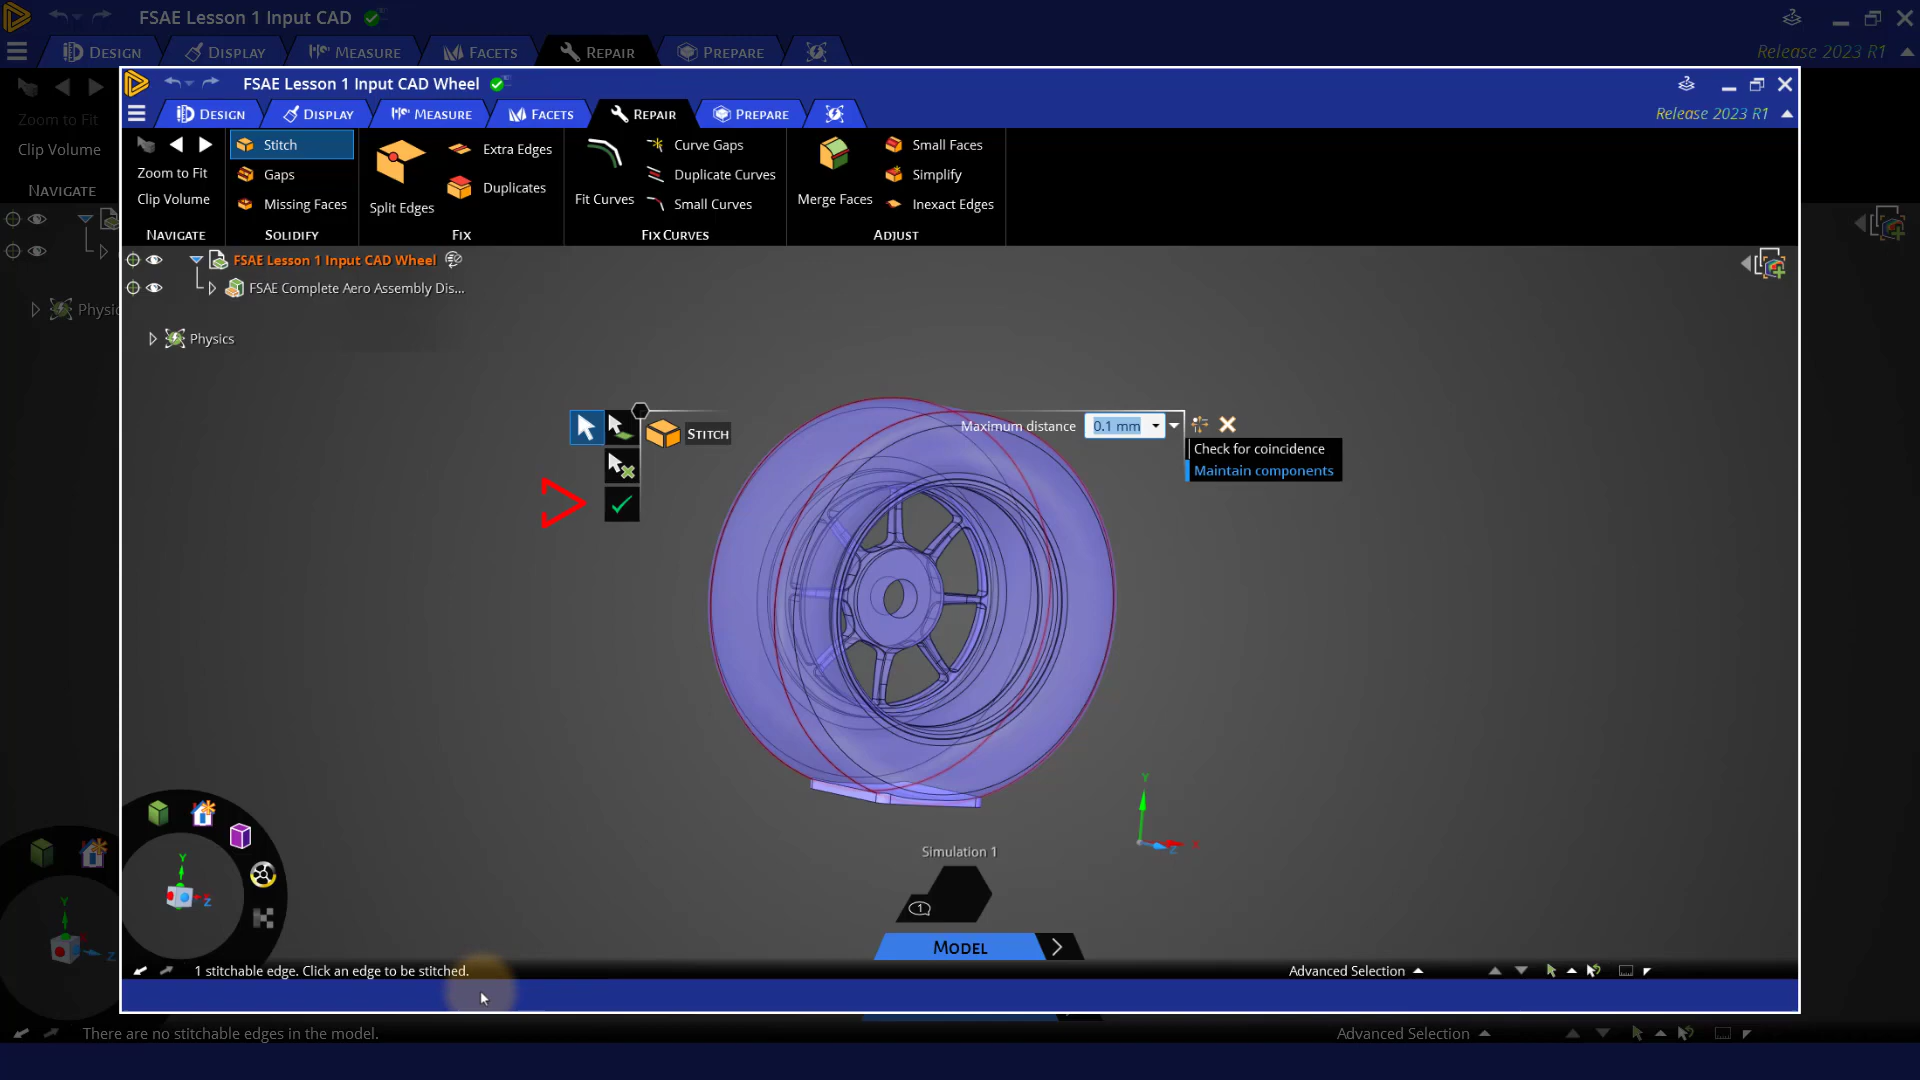 FSAE Lesson 1 Input CAD
DESIGN DISPLAY MEASURE FACETS REPAIR PREPARE
Release 2023 R1
Zoom to Fit
Clip Volume
NAVIGATE
Physic
FSAE Lesson 1 Input CAD Wheel
DESIGN DISPLAY MEASURE FACETS REPAIR PREPARE
Release 2023 R1
Zoom to Fit
Clip Volume
NAVIGATE
Stitch
Gaps
Missing Faces
SOLIDIFY
Split Edges
Extra Edges
Duplicates
FIX
Fit Curves
Curve Gaps
Duplicate Curves
Small Curves
FIX CURVES
Merge Faces
Small Faces
Simplify
Inexact Edges
ADJUST
FSAE Lesson 1 Input CAD Wheel
FSAE Complete Aero Assembly Dis...
Physics
STITCH
Maximum distance 0.1 mm
Check for coincidence
Maintain components
Y
X
Z
Y
Z
Simulation 1
1
MODEL
1 stitchable edge. Click an edge to be stitched.
Advanced Selection
Y
Z
There are no stitchable edges in the model.
Advanced Selection